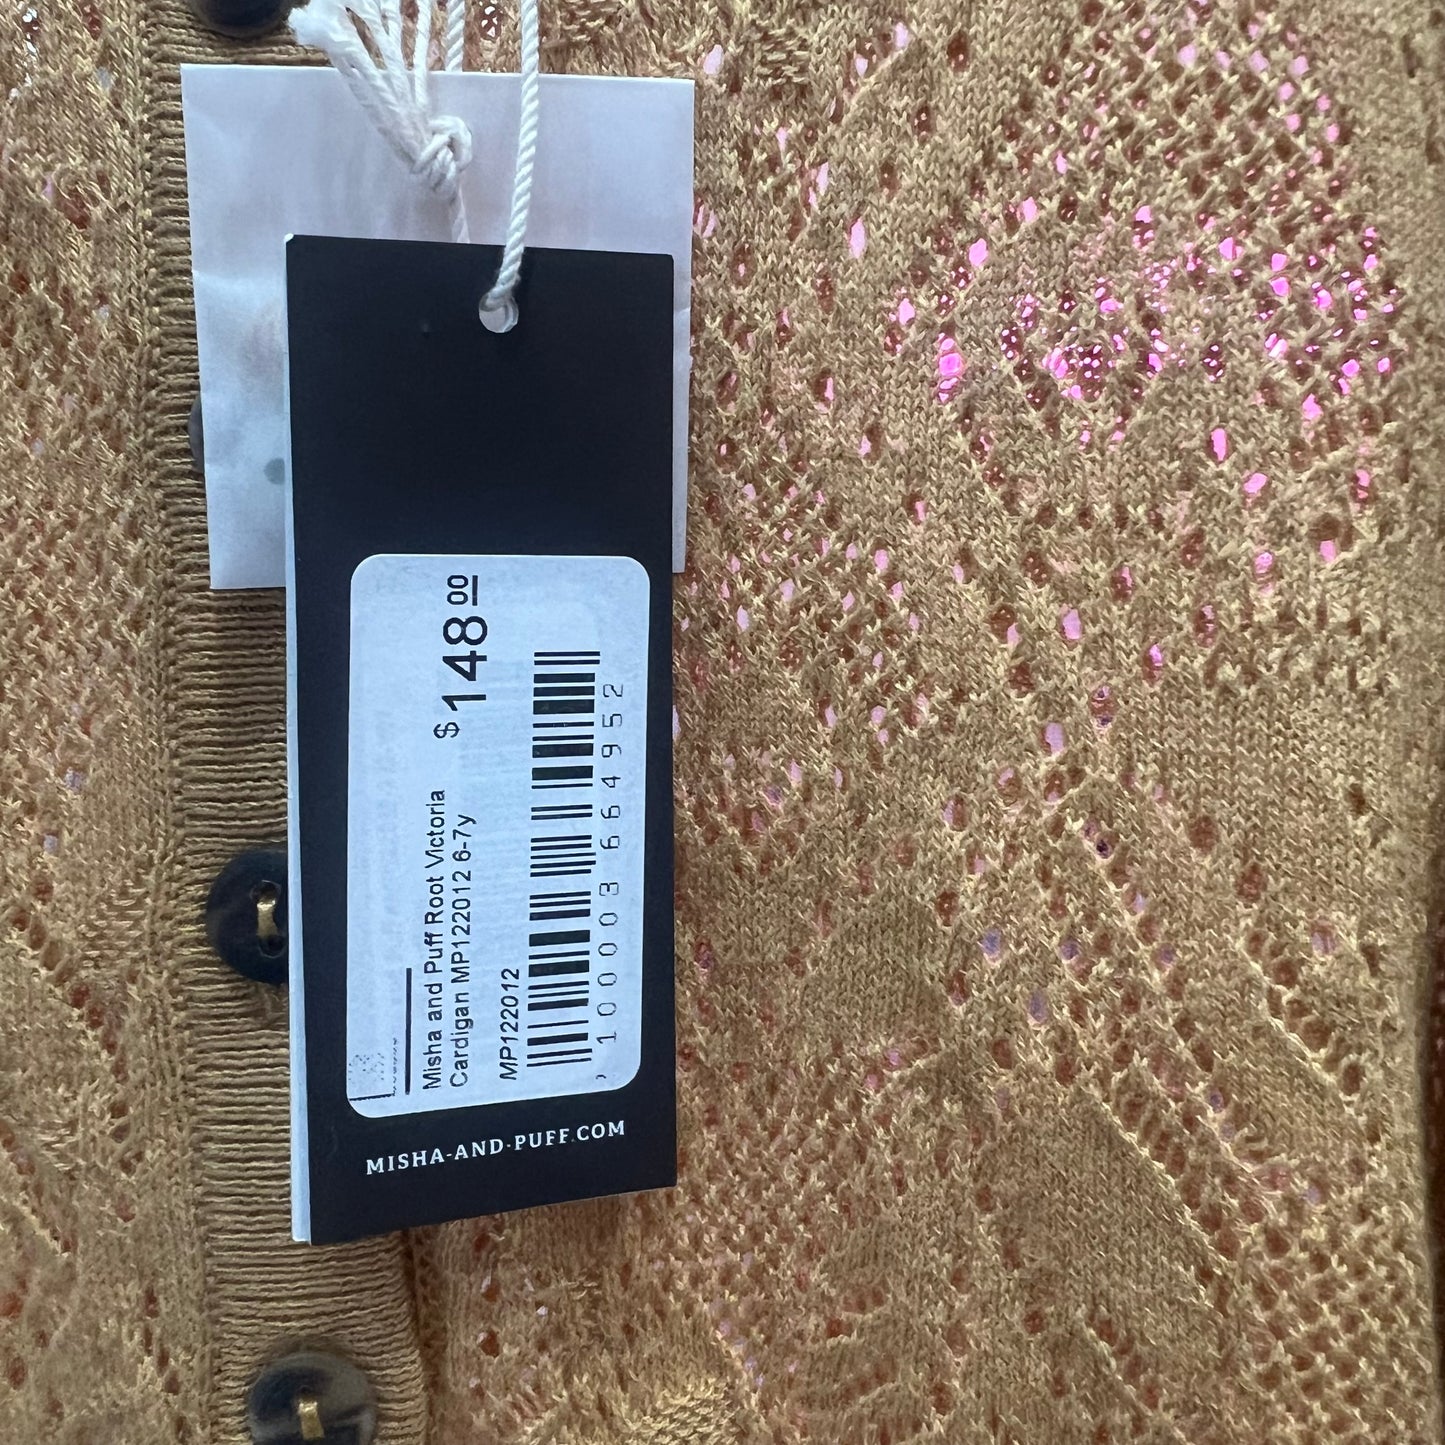 $ 148 00
Misha and Puff Root Victoria
Cardigan MP122012 6-7y
MP122012
10003664952
MISHA-AND-PUFF.COM